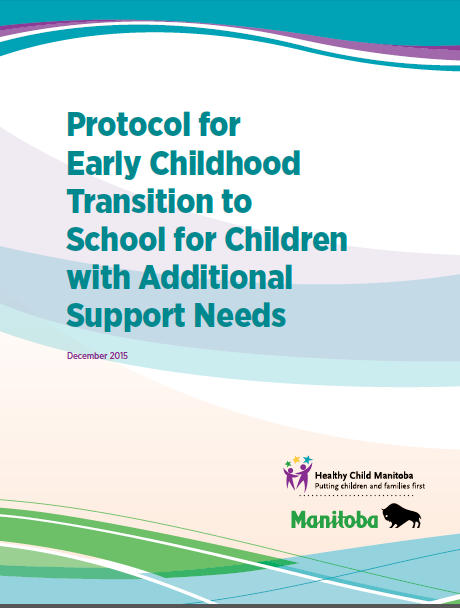 Protocol for
Early Childhood
Transition to
School for Children
with Additional
Support Needs
December 2015
Healthy Child Manitoba
Putting children and families first
Manitoba